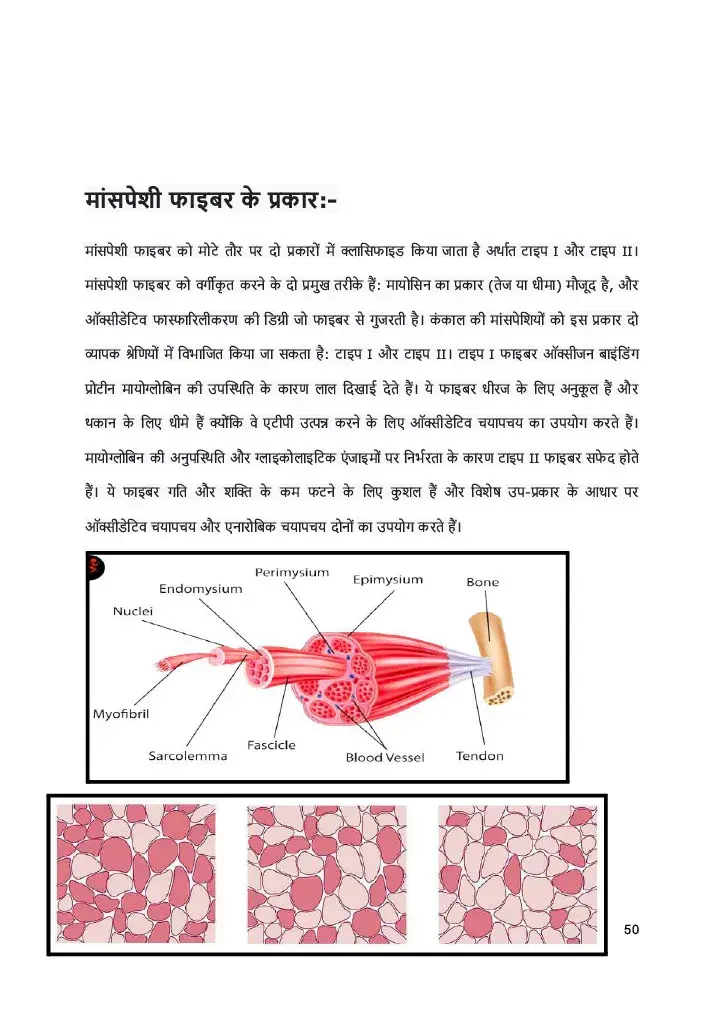 मांसपेशी फाइबर के प्रकार:-
मांसपेशी फाइबर को मोटे तौर पर दो प्रकारों में क्लासिफाइड किया जाता है अर्थात टाइप I और टाइप II।
मांसपेशी फाइबर को वर्गीकृत करने के दो प्रमुख तरीके हैं: मायोसिन का प्रकार (तेज या धीमा) मौजूद है, और
ऑक्सीडेटिव फास्फारिलीकरण की डिग्री जो फाइबर से गुजरती है। कंकाल की मांसपेशियों को इस प्रकार दो
व्यापक श्रेणियों में विभाजित किया जा सकता है: टाइप I और टाइप II। टाइप I फाइबर ऑक्सीजन बाइंडिंग
प्रोटीन मायोग्लोबिन की उपस्थिति के कारण लाल दिखाई देते हैं। ये फाइबर धीरज के लिए अनुकूल हैं और
थकान के लिए धीमे हैं क्योंकि वे एटीपी उत्पन्न करने के लिए ऑक्सीडेटिव चयापचय का उपयोग करते हैं।
मायोग्लोबिन की अनुपस्थिति और ग्लाइकोलाइटिक एंजाइमों पर निर्भरता के कारण टाइप II फाइबर सफेद होते
हैं। ये फाइबर गति और शक्ति के कम फटने के लिए कुशल हैं और विशेष उप-प्रकार के आधार पर
ऑक्सीडेटिव चयापचय और एनारोबिक चयापचय दोनों का उपयोग करते हैं।
Perimysium
Epimysium
Bone
Endomysium
Nuclei
Myofibril
Sarcolemma
Fascicle
Blood Vessel
Tendon
50